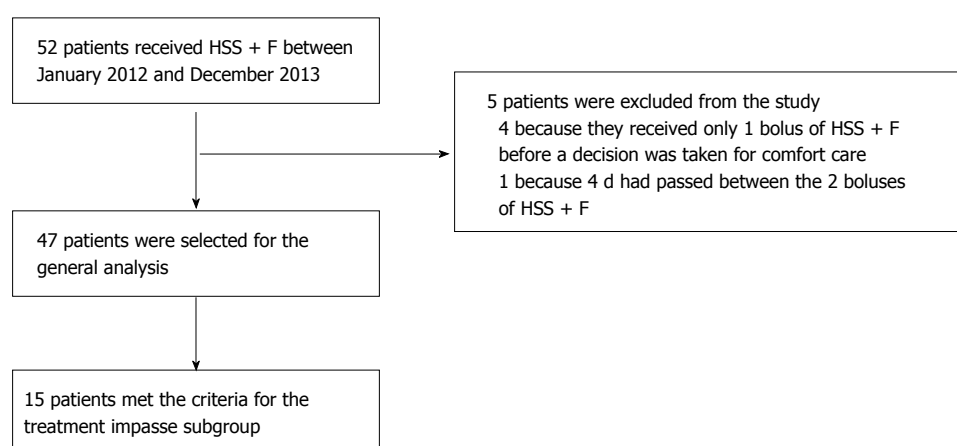 52 patients received HSS + F between
January 2012 and December 2013
5 patients were excluded from the study
4 because they received only 1 bolus of HSS + F
before a decision was taken for comfort care
1 because 4 d had passed between the 2 boluses
of HSS + F
47 patients were selected for the
general analysis
15 patients met the criteria for the
treatment impasse subgroup